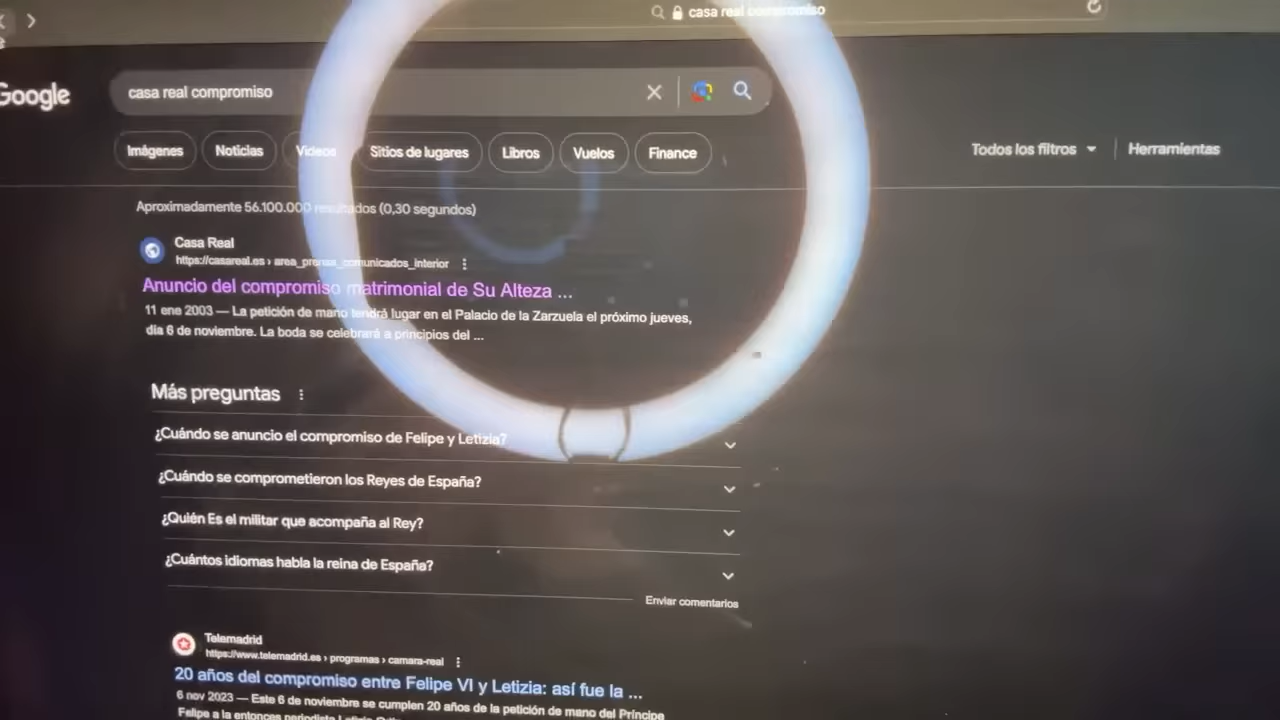 casa real compromiso
Google
casa real compromiso
Imágenes
Noticias
Videos
Sitios de lugares
Libros
Vuelos
Finance
Todos los filtros
Herramientas
Aproximadamente 56.100.000 resultados (0,30 segundos)
Casa Real
https://casareal.es › area_prensa_comunicados_interior
Anuncio del compromiso matrimonial de Su Alteza ...
11 ene 2003 — La petición de mano tendrá lugar en el Palacio de la Zarzuela el próximo jueves,
día 6 de noviembre. La boda se celebrará a principios del ...
Más preguntas
¿Cuándo se anuncio el compromiso de Felipe y Letizia?
¿Cuándo se comprometieron los Reyes de España?
¿Quién Es el militar que acompaña al Rey?
¿Cuántos idiomas habla la reina de España?
Enviar comentarios
Telemadrid
https://www.telemadrid.es › programas › camara-real
20 años del compromiso entre Felipe VI y Letizia: así fue la ...
6 nov 2023 — Este 6 de noviembre se cumplen 20 años de la petición de mano del Príncipe
Felipe a la entonces periodista Letizia